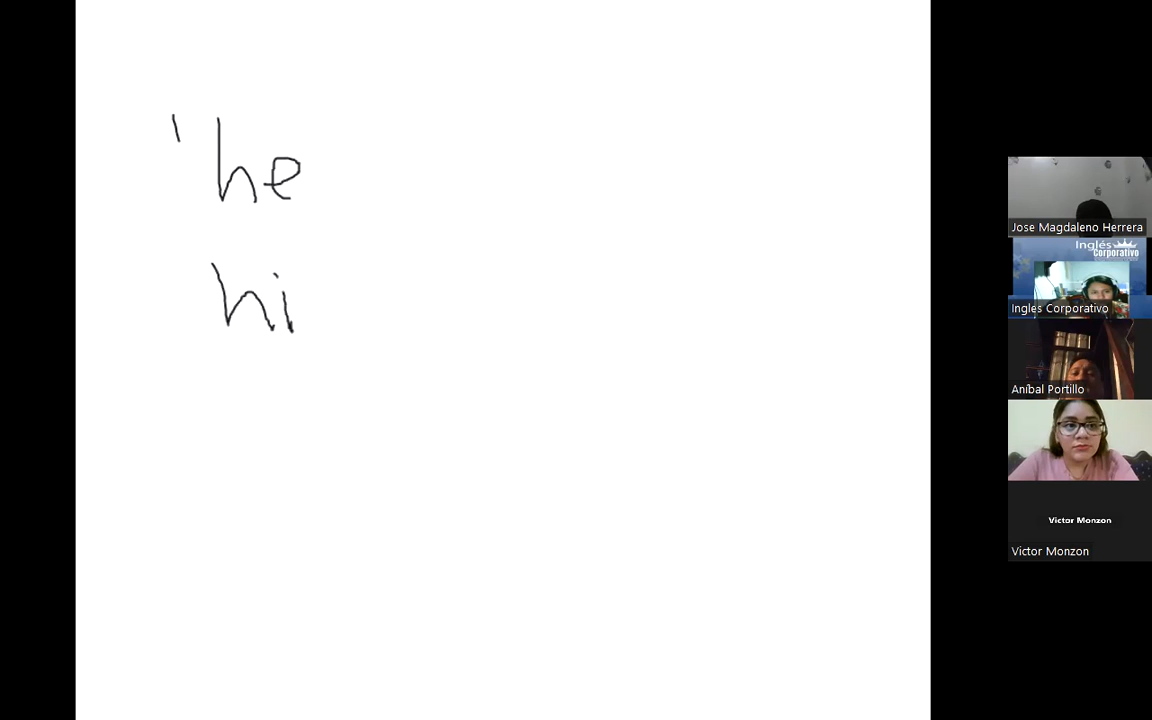 ' he
hi
Jose Magdaleno Herrera
Inglés
Corporativo
Ingles Corporativo
Aníbal Portillo
Victor Monzon
Victor Monzon